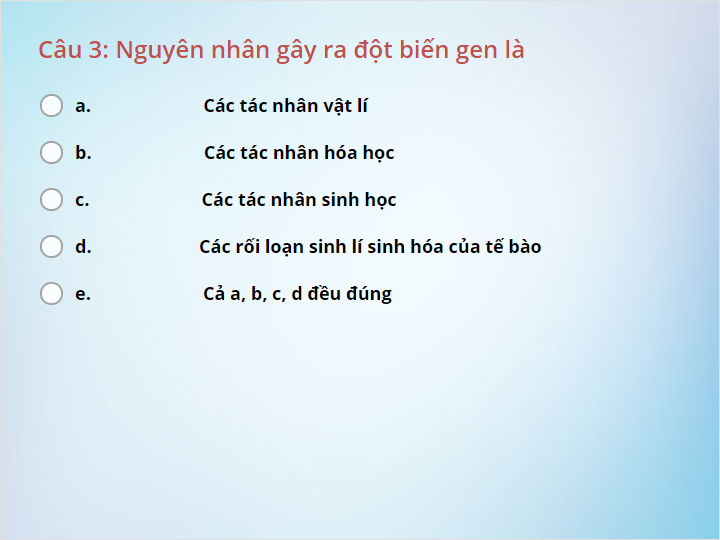 Câu 3: Nguyên nhân gây ra đột biến gen là
a. Các tác nhân vật lí
b. Các tác nhân hóa học
c. Các tác nhân sinh học
d. Các rối loạn sinh lí sinh hóa của tế bào
e. Cả a, b, c, d đều đúng